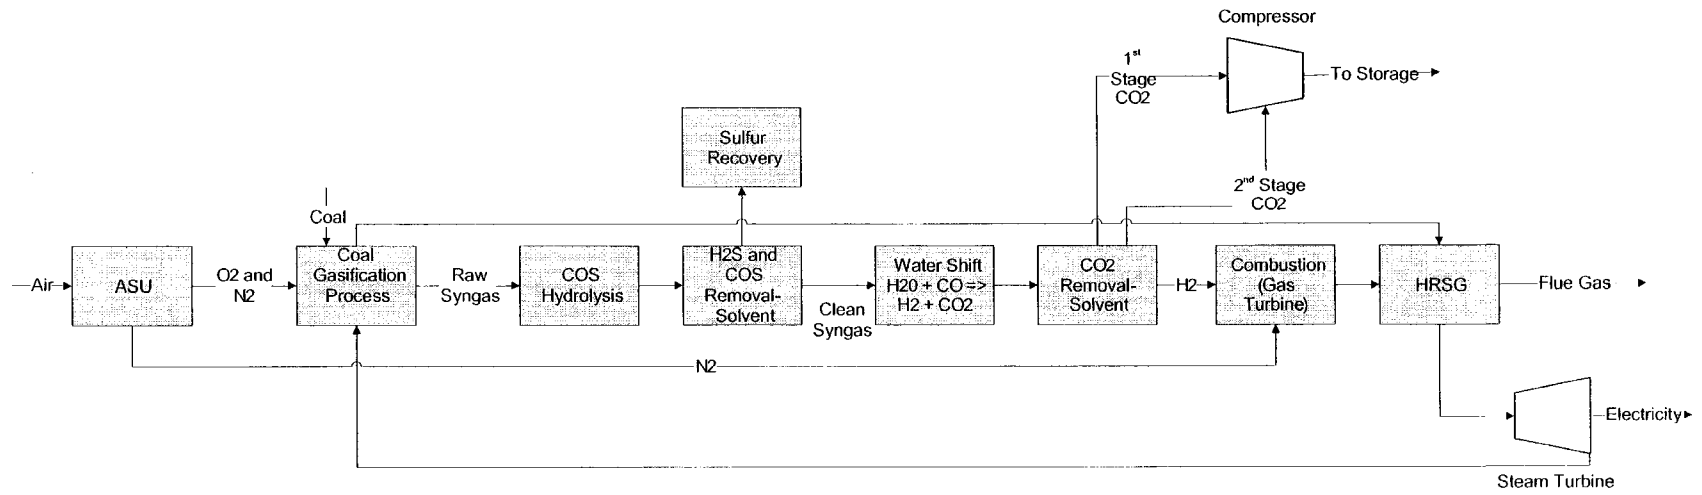 Compressor
1st
Stage
CO2
To Storage
Sulfur
Recovery
2nd Stage
CO2
Coal
Air
ASU
O2 and
N2
Coal
Gasification
Process
Raw
Syngas
COS
Hydrolysis
H2S and
COS
Removal-
Solvent
Clean
Syngas
Water Shift
H20 + CO =>
H2 + CO2
CO2
Removal-
Solvent
H2
Combustion
(Gas
Turbine)
HRSG
Flue Gas
N2
Electricity
Steam Turbine